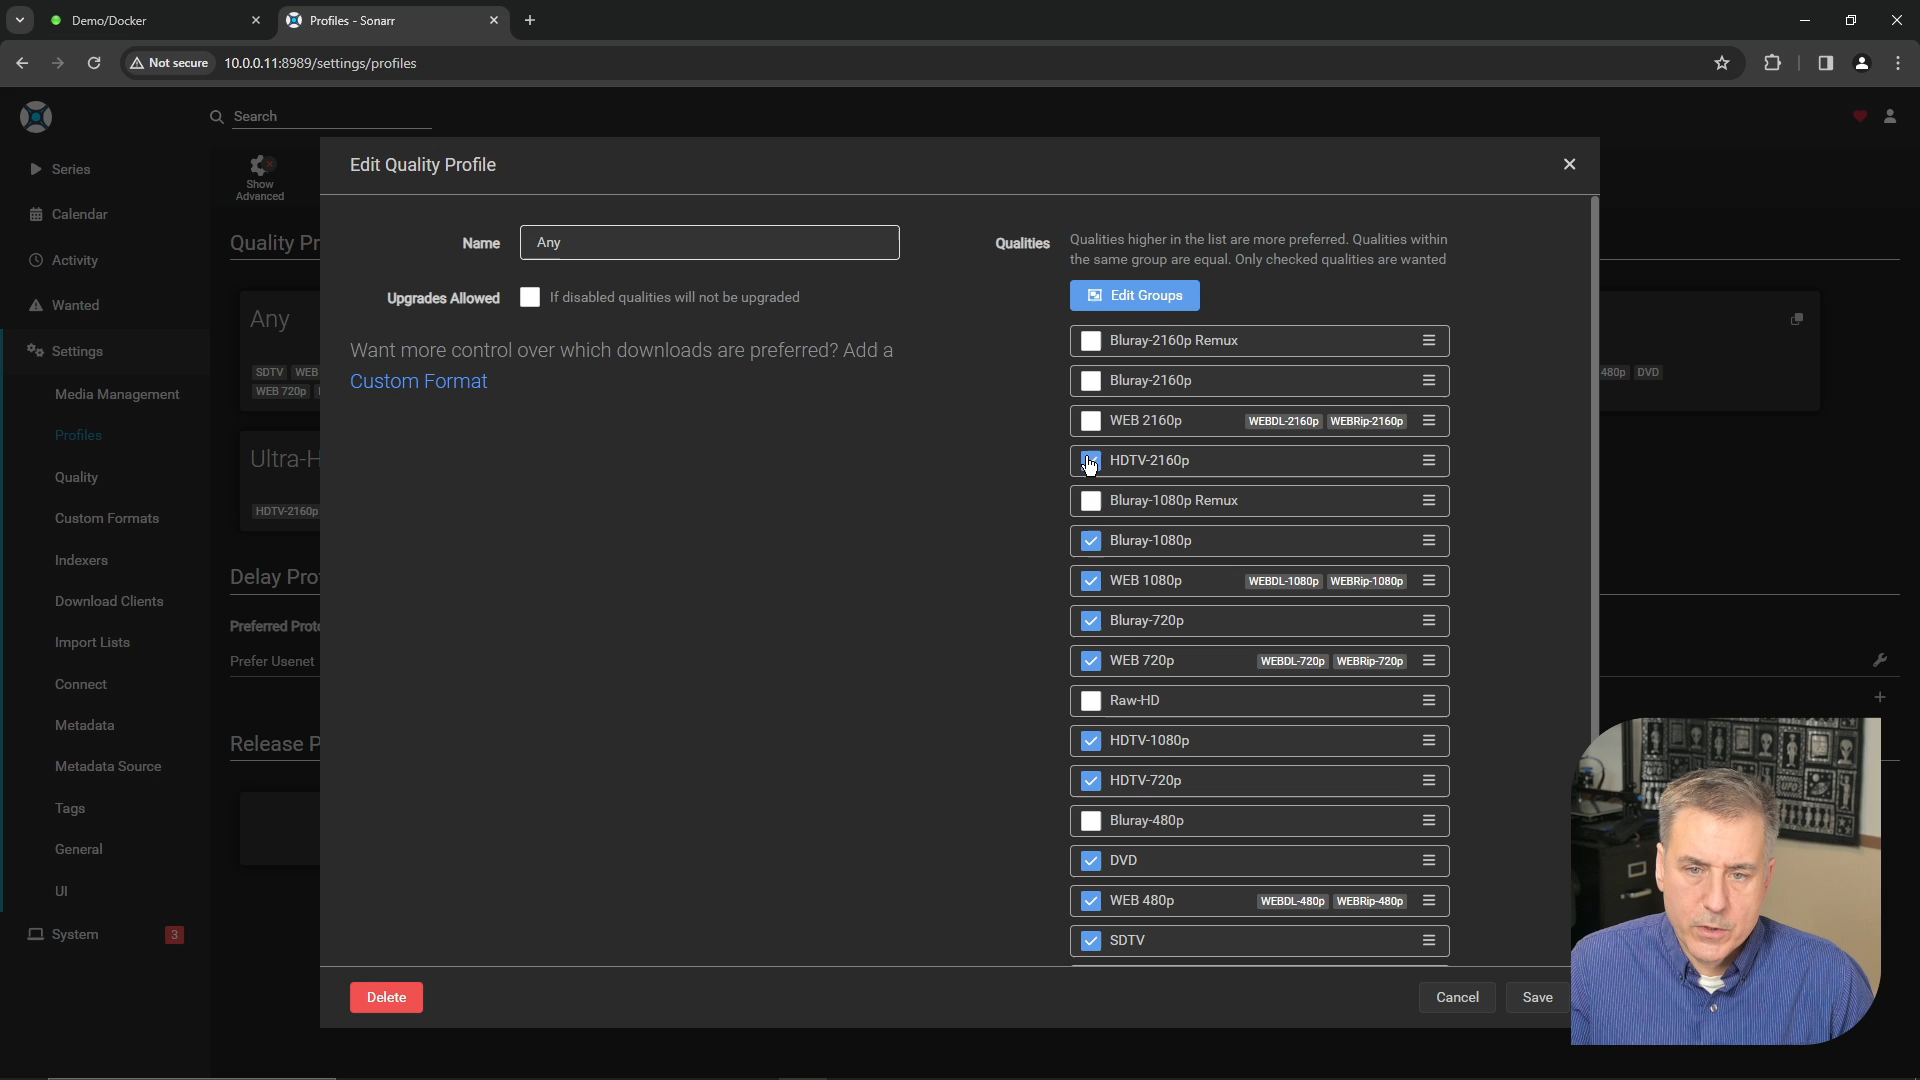 Demo/Docker
Profiles - Sonarr
Not secure
10.0.0.11:8989/settings/profiles
Search
Series
Calendar
Activity
Wanted
Settings
Media Management
Profiles
Quality
Custom Formats
Indexers
Download Clients
Import Lists
Connect
Metadata
Metadata Source
Tags
General
UI
System
3
Show
Advanced
Quality Pr
Any
SDTV WEB
WEB 720p
480p DVD
Ultra-H
HDTV-2160p
Delay Pro
Preferred Proto
Prefer Usenet
Release P
Edit Quality Profile
Name
Any
Upgrades Allowed
If disabled qualities will not be upgraded
Want more control over which downloads are preferred? Add a
Custom Format
Qualities
Qualities higher in the list are more preferred. Qualities within
the same group are equal. Only checked qualities are wanted
Edit Groups
Bluray-2160p Remux
Bluray-2160p
WEB 2160p WEBDL-2160p WEBRip-2160p
HDTV-2160p
Bluray-1080p Remux
Bluray-1080p
WEB 1080p WEBDL-1080p WEBRip-1080p
Bluray-720p
WEB 720p WEBDL-720p WEBRip-720p
Raw-HD
HDTV-1080p
HDTV-720p
Bluray-480p
DVD
WEB 480p WEBDL-480p WEBRip-480p
SDTV
Delete
Cancel
Save